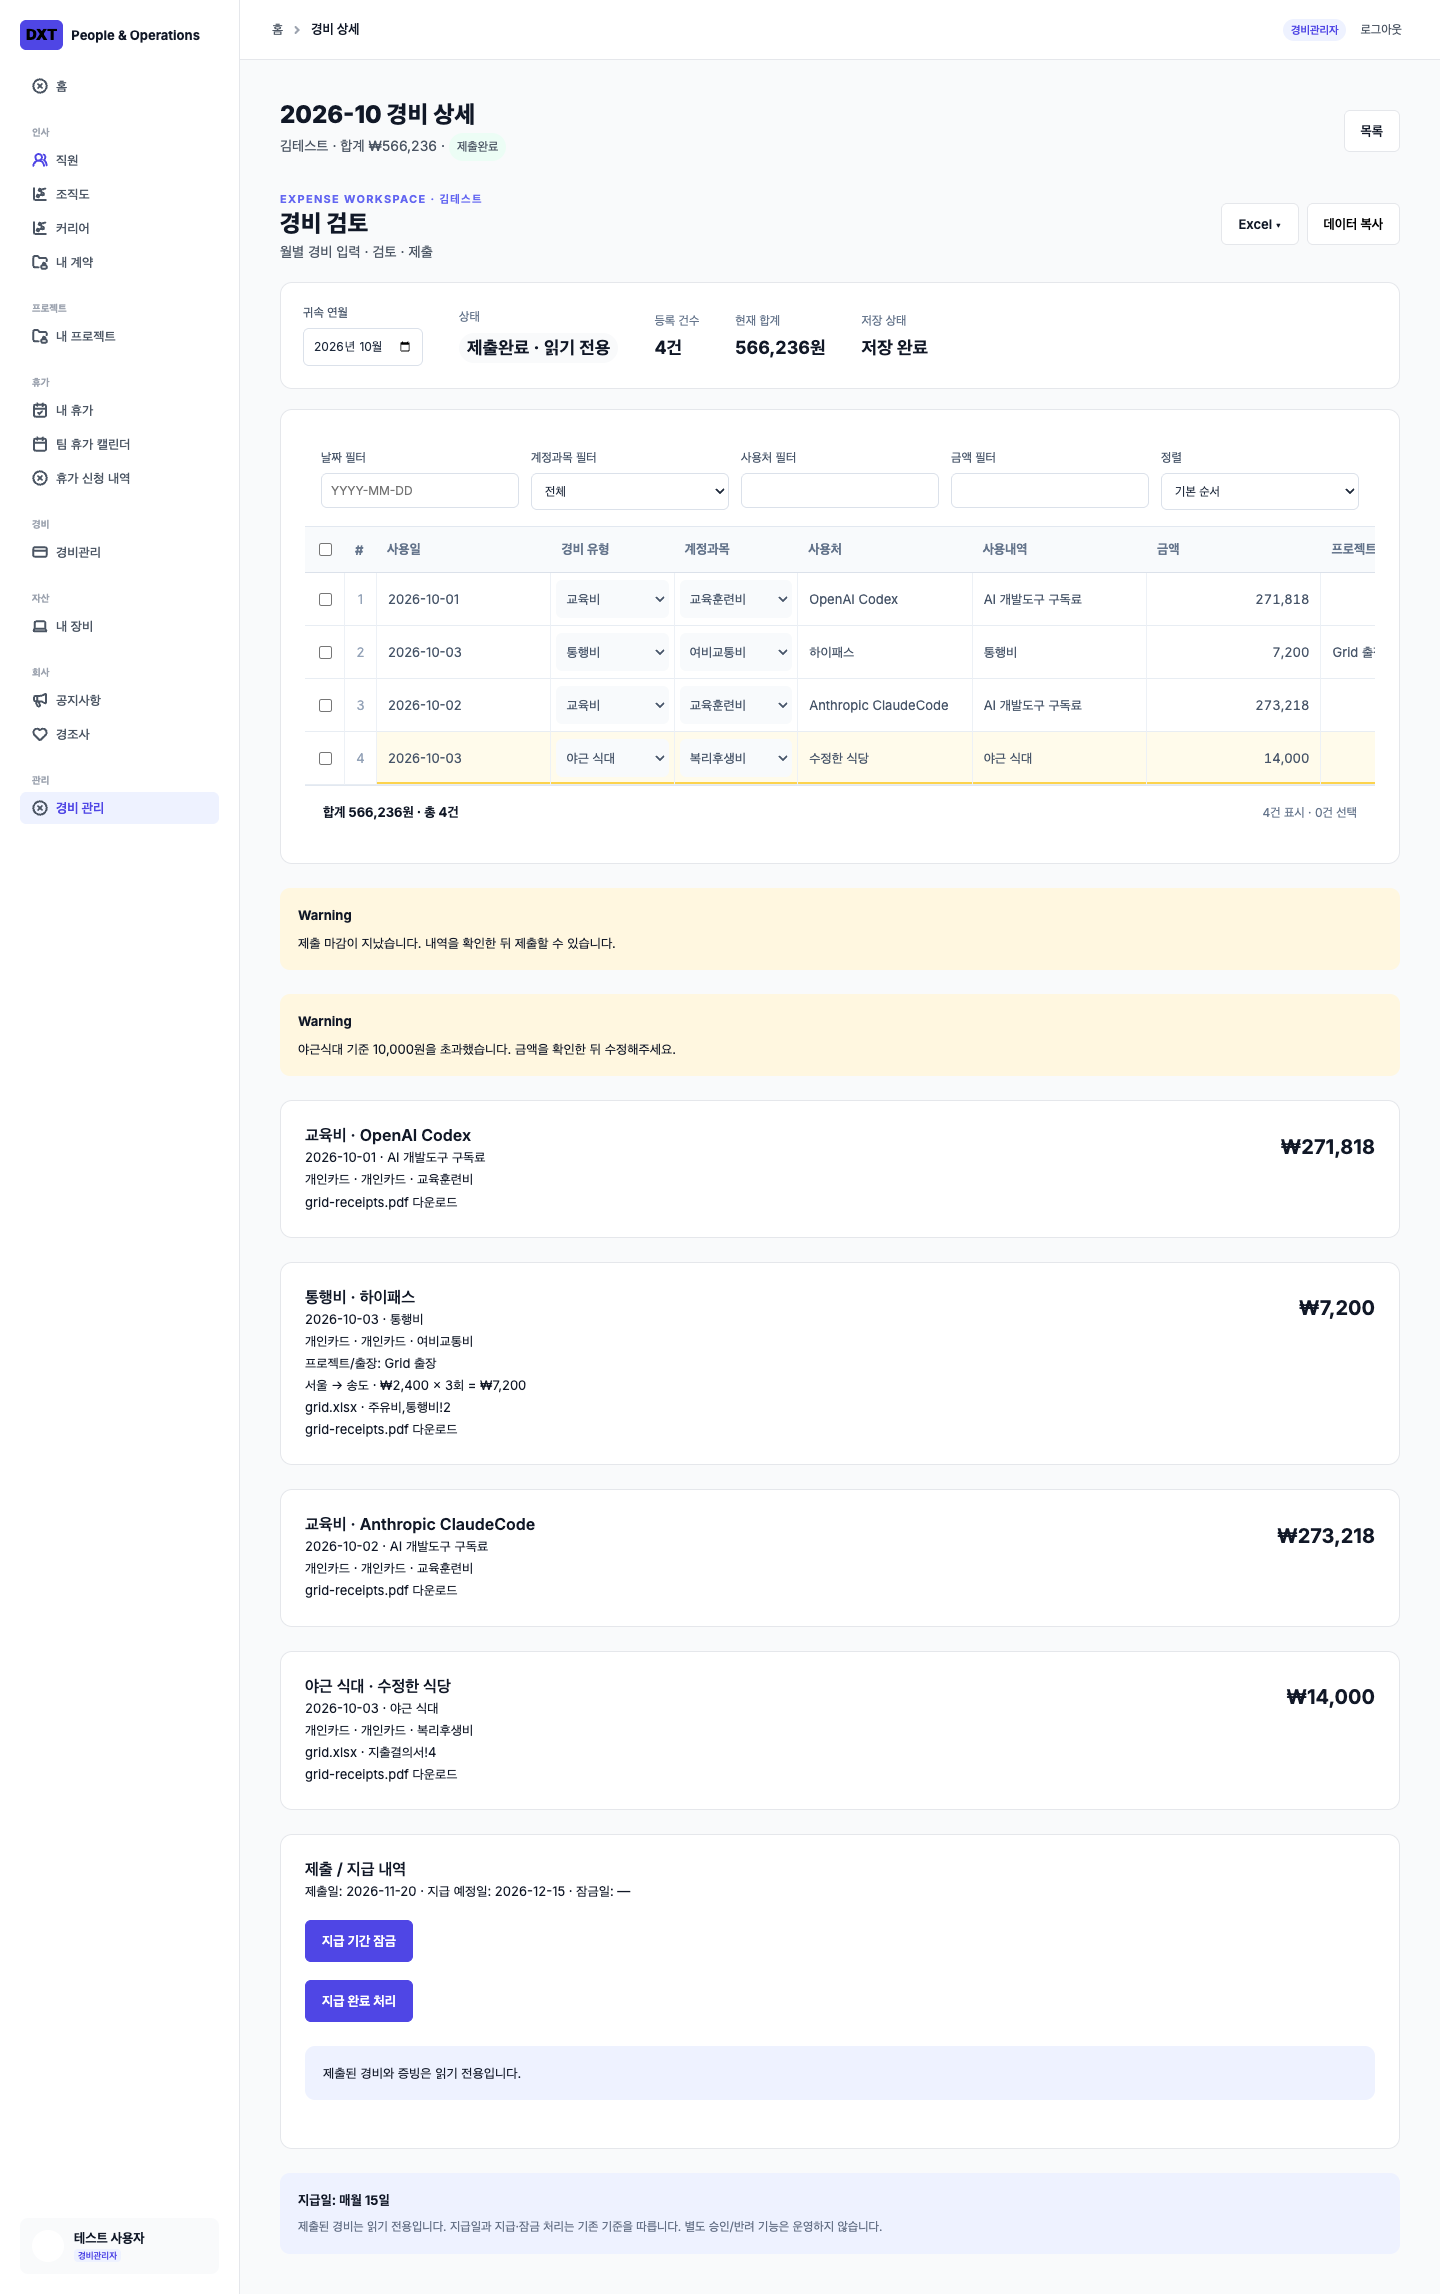 DXT People & Operations
홈
인사
직원
조직도
커리어
내 계약
프로젝트
내 프로젝트
휴가
내 휴가
팀 휴가 캘린더
휴가 신청 내역
경비
경비관리
자산
내 장비
회사
공지사항
경조사
관리
경비 관리
테스트 사용자
경비관리자
홈 > 경비 상세
경비관리자 로그아웃
2026-10 경비 상세
김테스트 · 합계 ₩566,236 · 제출완료
목록
EXPENSE WORKSPACE · 김테스트
경비 검토
월별 경비 입력 · 검토 · 제출
Excel ▾ 데이터 복사
귀속 연월 상태 등록 건수 현재 합계 저장 상태
2026년 10월 제출완료 · 읽기 전용 4건 566,236원 저장 완료
날짜 필터 계정과목 필터 사용처 필터 금액 필터 정렬
YYYY-MM-DD 전체 기본 순서
# 사용일 경비 유형 계정과목 사용처 사용내역 금액 프로젝트
1 2026-10-01 교육비 교육훈련비 OpenAI Codex AI 개발도구 구독료 271,818
2 2026-10-03 통행비 여비교통비 하이패스 통행비 7,200 Grid 출
3 2026-10-02 교육비 교육훈련비 Anthropic ClaudeCode AI 개발도구 구독료 273,218
4 2026-10-03 야근 식대 복리후생비 수정한 식당 야근 식대 14,000
합계 566,236원 · 총 4건 4건 표시 · 0건 선택
Warning
제출 마감이 지났습니다. 내역을 확인한 뒤 제출할 수 있습니다.
Warning
야근식대 기준 10,000원을 초과했습니다. 금액을 확인한 뒤 수정해주세요.
교육비 · OpenAI Codex ₩271,818
2026-10-01 · AI 개발도구 구독료
개인카드 · 개인카드 · 교육훈련비
grid-receipts.pdf 다운로드
통행비 · 하이패스 ₩7,200
2026-10-03 · 통행비
개인카드 · 개인카드 · 여비교통비
프로젝트/출장: Grid 출장
서울 → 송도 · ₩2,400 × 3회 = ₩7,200
grid.xlsx · 주유비,통행비!2
grid-receipts.pdf 다운로드
교육비 · Anthropic ClaudeCode ₩273,218
2026-10-02 · AI 개발도구 구독료
개인카드 · 개인카드 · 교육훈련비
grid-receipts.pdf 다운로드
야근 식대 · 수정한 식당 ₩14,000
2026-10-03 · 야근 식대
개인카드 · 개인카드 · 복리후생비
grid.xlsx · 지출결의서!4
grid-receipts.pdf 다운로드
제출 / 지급 내역
제출일: 2026-11-20 · 지급 예정일: 2026-12-15 · 잠금일: —
지급 기간 잠금
지급 완료 처리
제출된 경비와 증빙은 읽기 전용입니다.
지급일: 매월 15일
제출된 경비는 읽기 전용입니다. 지급일과 지급·잠금 처리는 기존 기준을 따릅니다. 별도 승인/반려 기능은 운영하지 않습니다.